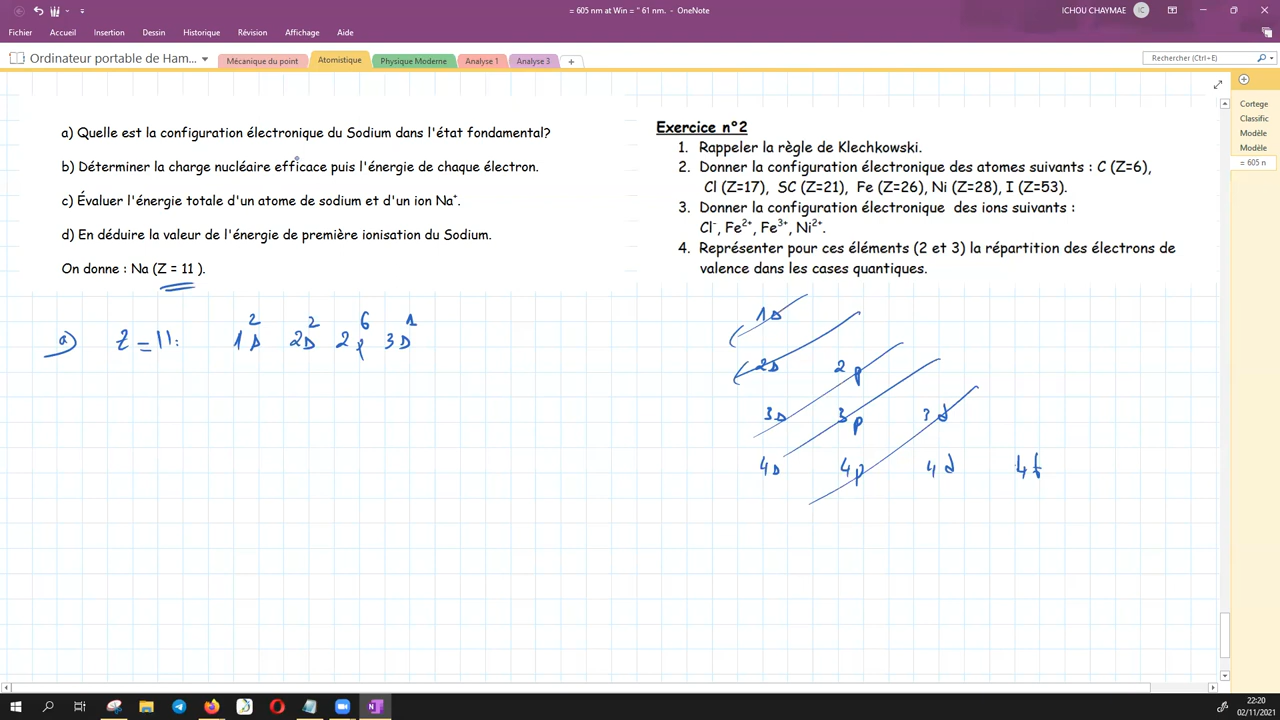 = 605 nm at Win = " 61 nm. - OneNote
ICHOU CHAYMAE IC
Fichier Accueil Insertion Dessin Historique Révision Affichage Aide
Ordinateur portable de Ham... Mécanique du point Atomistique Physique Moderne Analyse 1 Analyse 3 +
Rechercher (Ctrl+E)
a) Quelle est la configuration électronique du Sodium dans l'état fondamental?
b) Déterminer la charge nucléaire efficace puis l'énergie de chaque électron.
c) Évaluer l'énergie totale d'un atome de sodium et d'un ion Na⁺.
d) En déduire la valeur de l'énergie de première ionisation du Sodium.
On donne : Na (Z = 11 ).
a) Z = 11: 1s² 2s² 2p⁶ 3s¹
Exercice n°2
1. Rappeler la règle de Klechkowski.
2. Donner la configuration électronique des atomes suivants : C (Z=6),
Cl (Z=17), SC (Z=21), Fe (Z=26), Ni (Z=28), I (Z=53).
3. Donner la configuration électronique des ions suivants :
Cl⁻, Fe²⁺, Fe³⁺, Ni²⁺.
4. Représenter pour ces éléments (2 et 3) la répartition des électrons de
valence dans les cases quantiques.
1s
2s 2p
3s 3p 3d
4s 4p 4d 4f
Cortege
Classific
Modèle
Modèle
= 605 n
22:20
02/11/2021